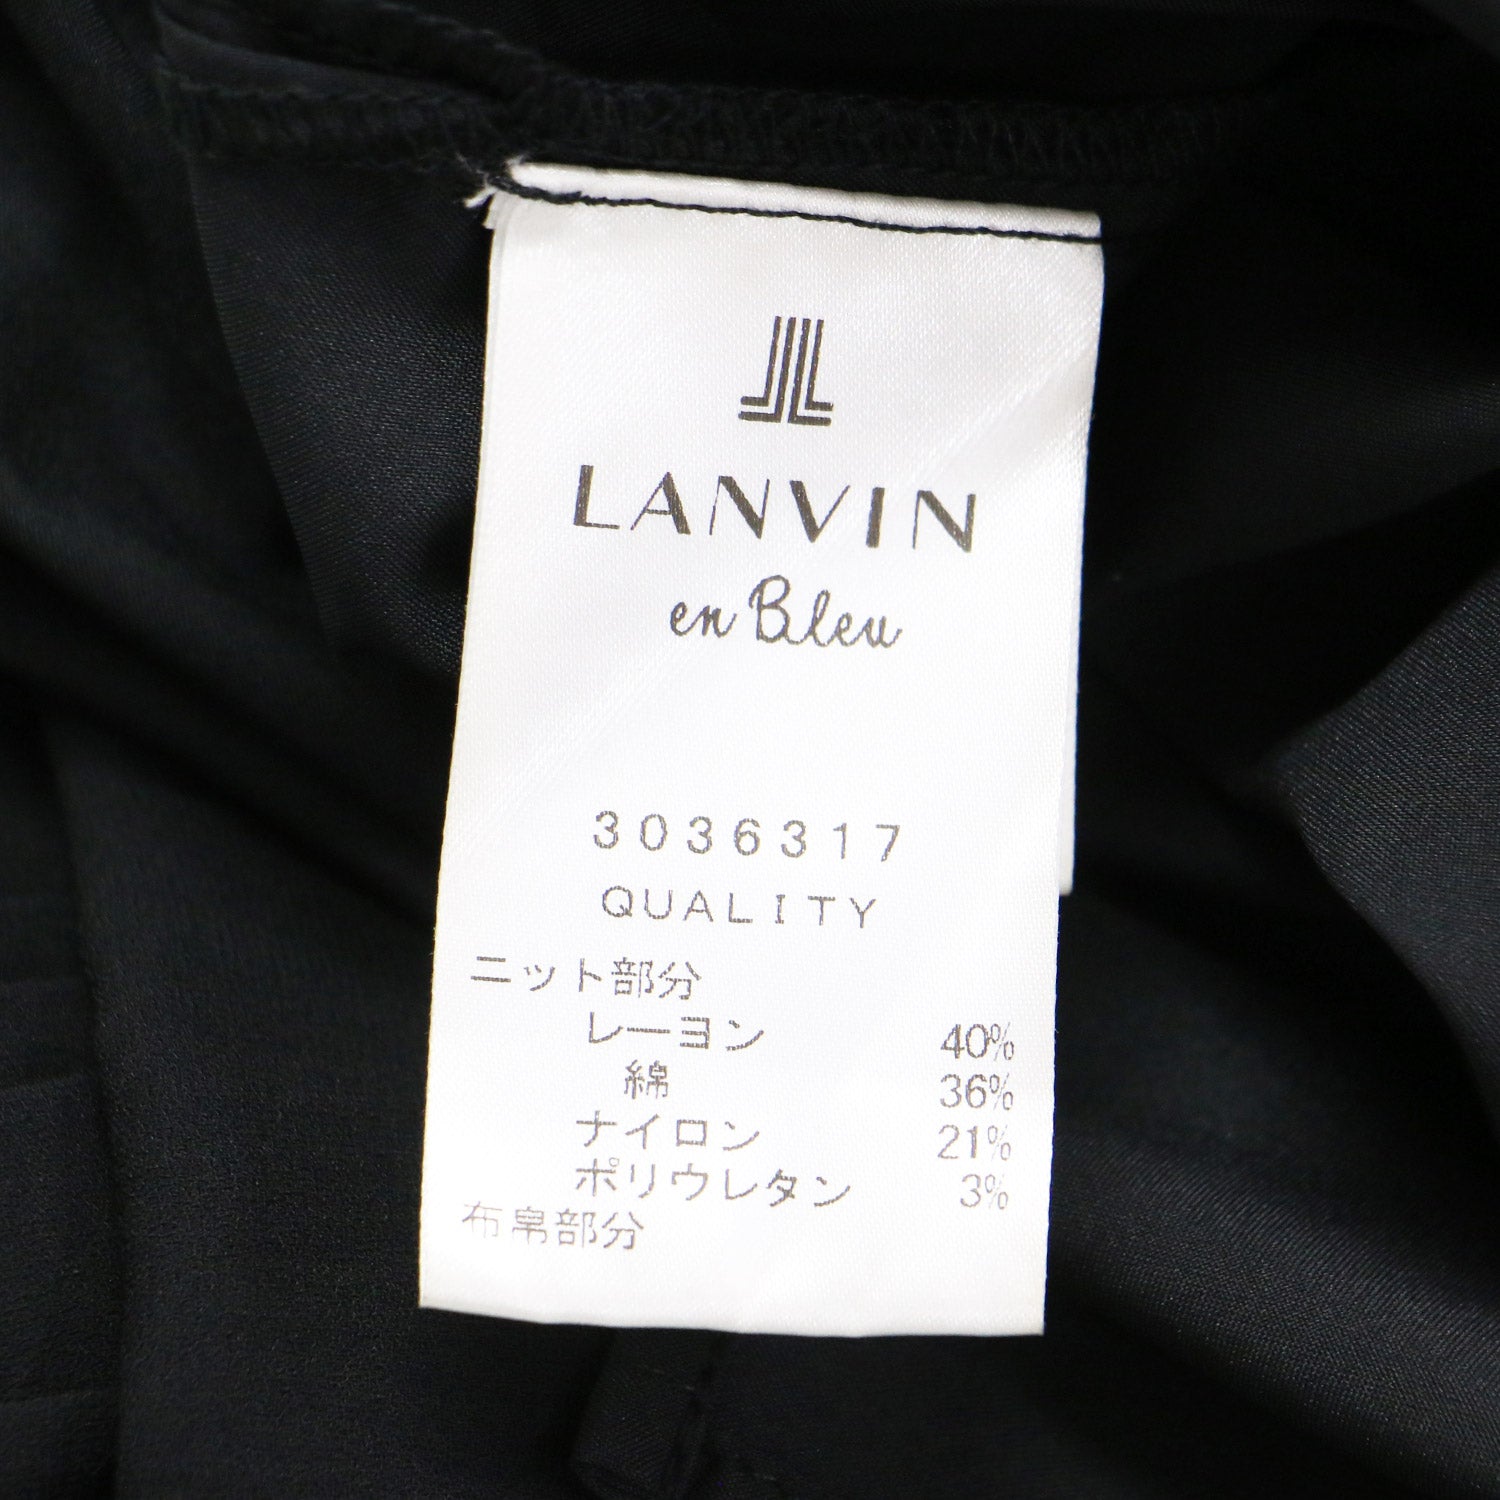 LANVIN
en Bleu
3036317
QUALITY
ニット部分
レーヨン 40%
綿 36%
ナイロン 21%
ポリウレタン 3%
布帛部分